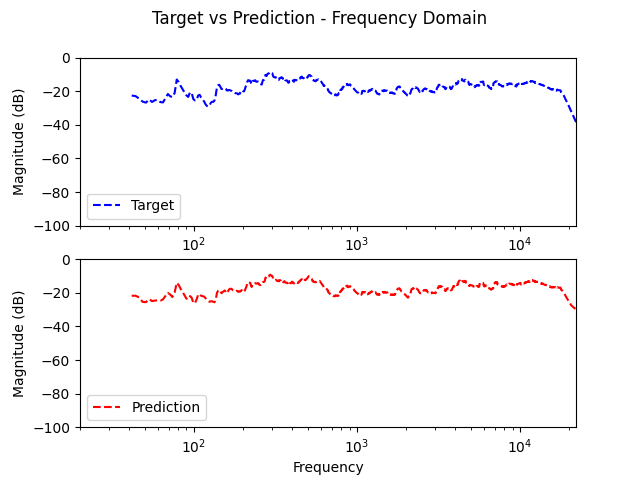 Target vs Prediction - Frequency Domain
Magnitude (dB)
0
−20
−40
−60
−80
−100
Target
10² 10³ 10⁴
Magnitude (dB)
0
−20
−40
−60
−80
−100
Prediction
10² 10³ 10⁴
Frequency